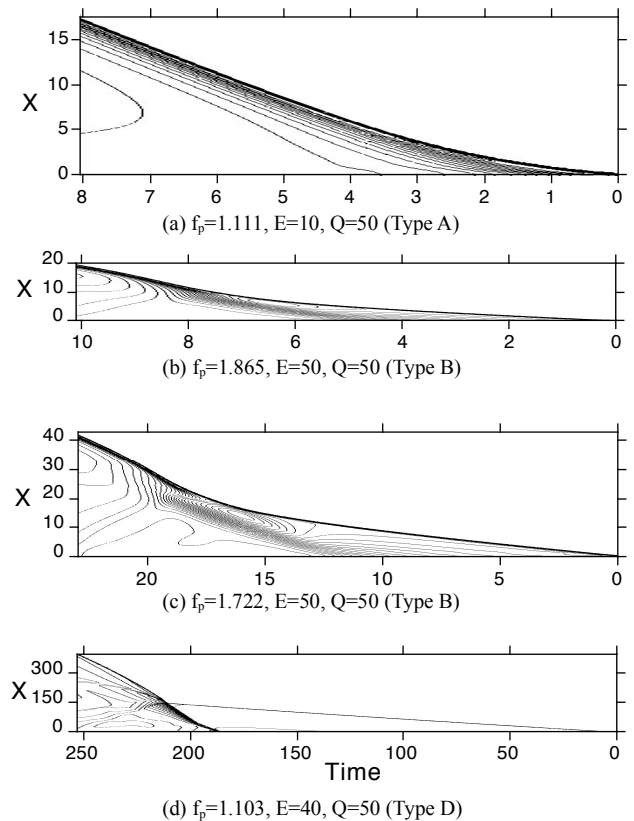 15
10
X
5
0
8 7 6 5 4 3 2 1 0
(a) fp=1.111, E=10, Q=50 (Type A)
20
X 10
0
10 8 6 4 2 0
(b) fp=1.865, E=50, Q=50 (Type B)
40
30
X 20
10
0
20 15 10 5 0
(c) fp=1.722, E=50, Q=50 (Type B)
300
X 150
0
250 200 150 100 50 0
Time
(d) fp=1.103, E=40, Q=50 (Type D)